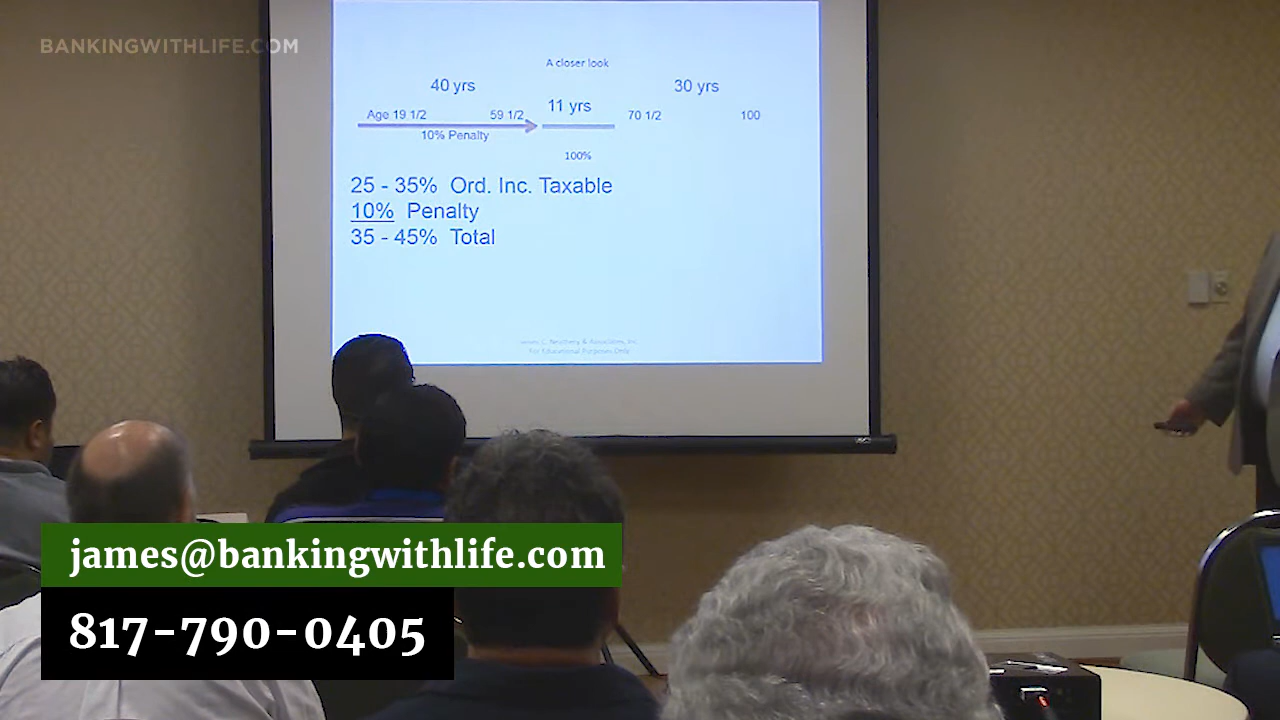 BANKINGWITHLIFE.COM
A closer look
40 yrs
30 yrs
11 yrs
Age 19 1/2
59 1/2
70 1/2
100
10% Penalty
100%
25 - 35% Ord. Inc. Taxable
10% Penalty
35 - 45% Total
& Associates, Inc.
For Educational Purposes Only
james@bankingwithlife.com
817-790-0405